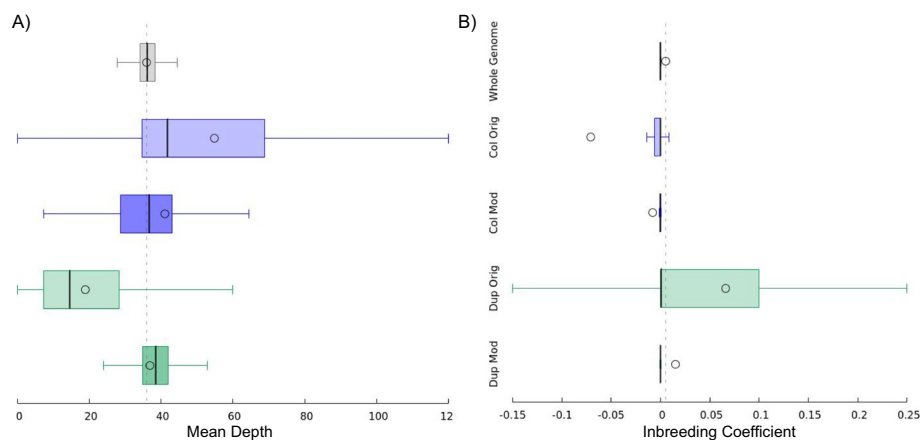 A)
B)
Whole Genome
Col Orig
Col Mod
Dup Orig
Dup Mod
0 20 40 60 80 100 12
Mean Depth
-0.15 -0.1 -0.05 0 0.05 0.1 0.15 0.2 0.25
Inbreeding Coefficient